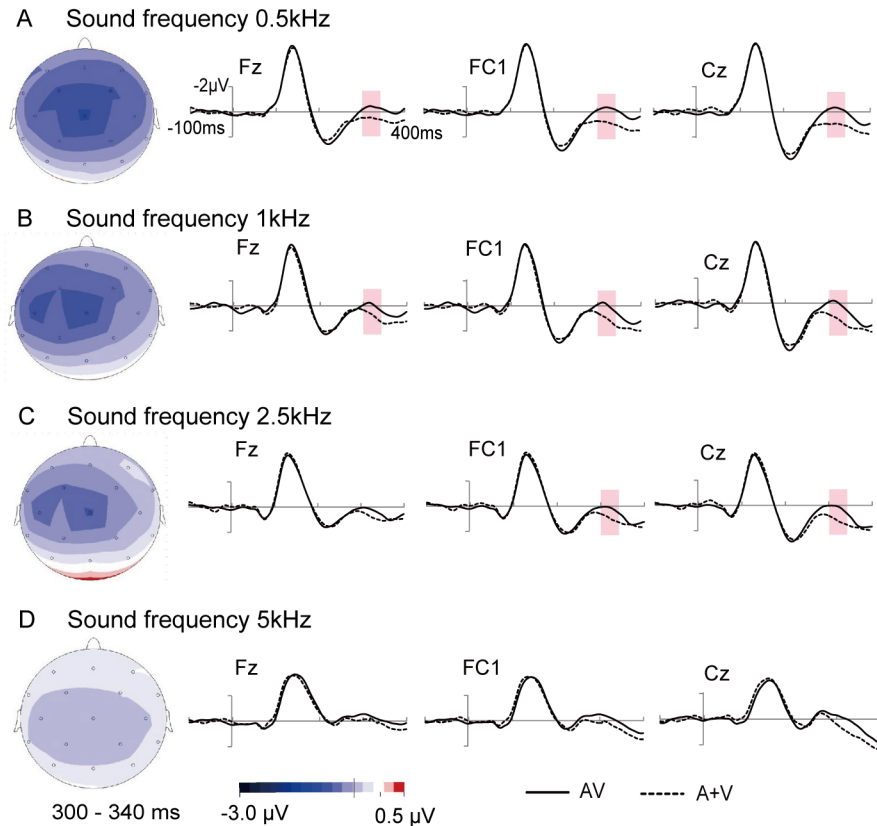 A Sound frequency 0.5kHz
Fz FC1 Cz
-2µV
-100ms 400ms
B Sound frequency 1kHz
Fz FC1 Cz
C Sound frequency 2.5kHz
Fz FC1 Cz
D Sound frequency 5kHz
Fz FC1 Cz
300 - 340 ms
-3.0 µV 0.5 µV
AV A+V